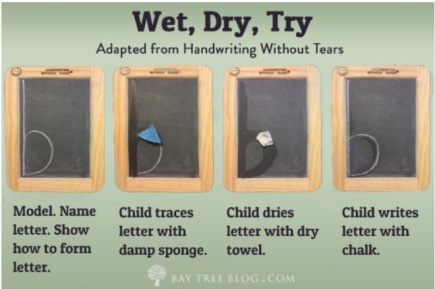 Wet, Dry, Try
Adapted from Handwriting Without Tears
Model. Name
letter. Show
how to form
letter.
Child traces
letter with
damp sponge.
Child dries
letter with dry
towel.
Child writes
letter with
chalk.
BAY TREE BLOG.COM